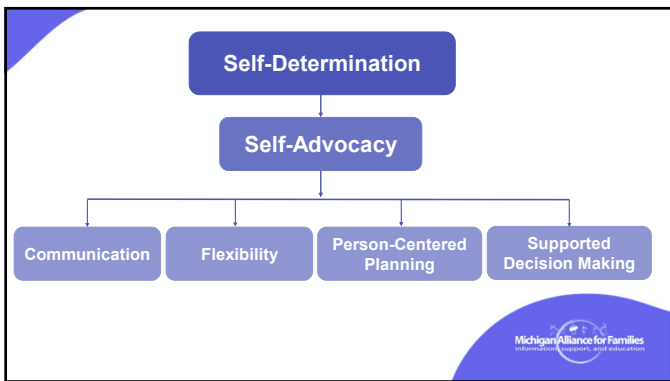 Self-Determination
Self-Advocacy
Communication
Flexibility
Person-Centered
Planning
Supported
Decision Making
Michigan Alliance for Families
information, support, and education